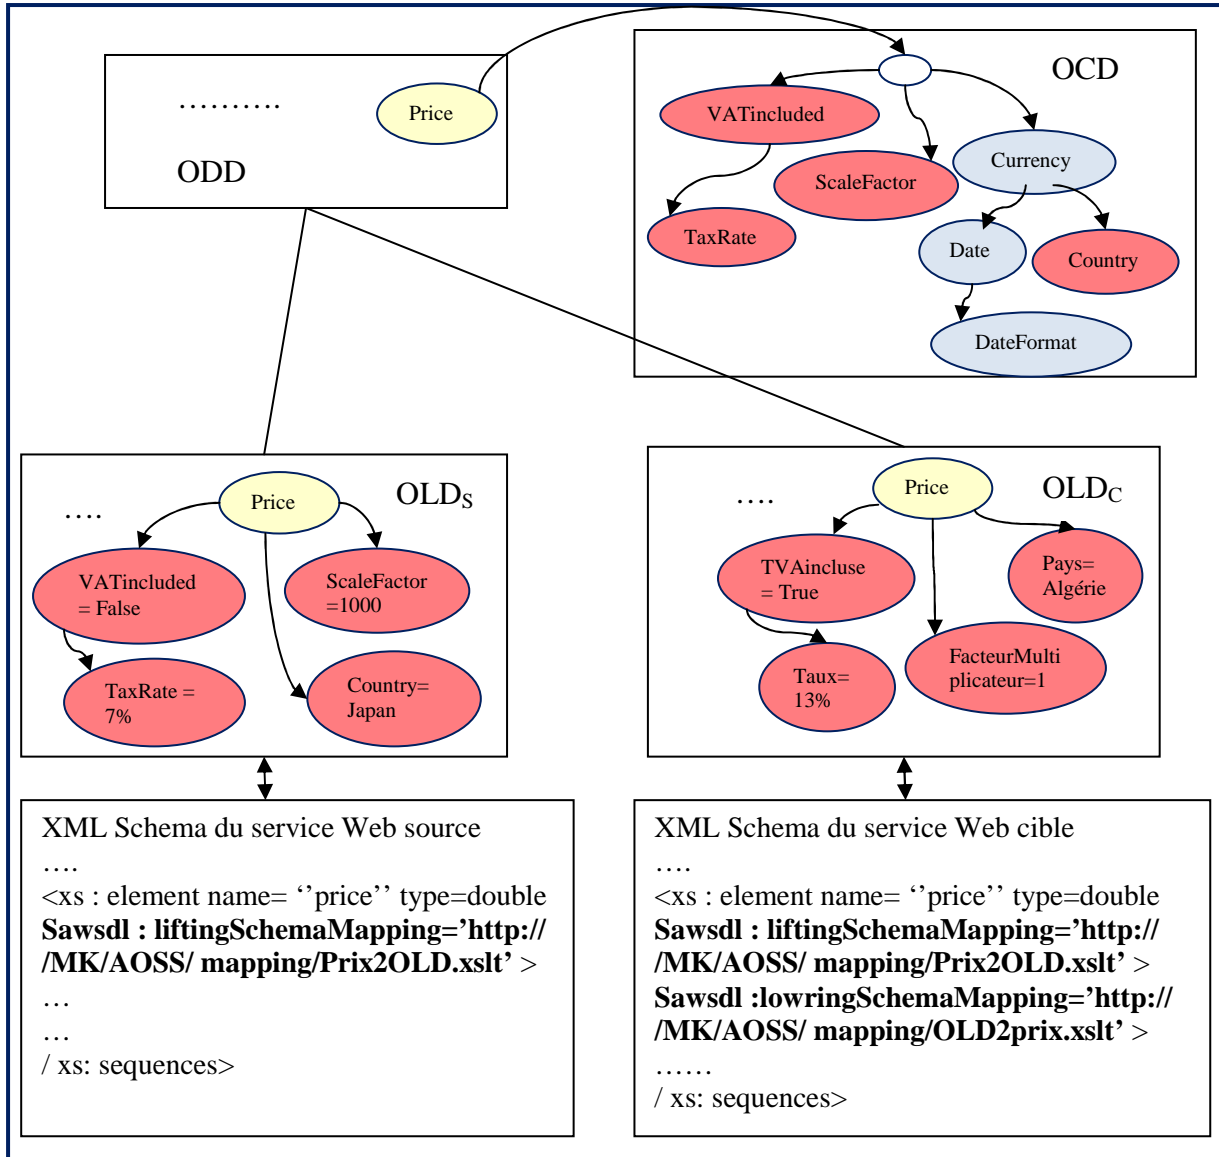 ……….
Price
ODD
OCD
VATincluded
ScaleFactor
Currency
TaxRate
Date
Country
DateFormat
Price
OLDS
….
VATincluded
= False
ScaleFactor
=1000
TaxRate =
7%
Country=
Japan
Price
OLDC
….
TVAincluse
= True
Pays=
Algérie
Taux=
13%
FacteurMulti
plicateur=1
XML Schema du service Web source
….
<xs : element name= ‘’price’’ type=double
Sawsdl : liftingSchemaMapping=’http://
/MK/AOSS/ mapping/Prix2OLD.xslt’ >
…
…
/ xs: sequences>
XML Schema du service Web cible
….
<xs : element name= ‘’price’’ type=double
Sawsdl : liftingSchemaMapping=’http://
/MK/AOSS/ mapping/Prix2OLD.xslt’ >
Sawsdl :lowringSchemaMapping=’http://
/MK/AOSS/ mapping/OLD2prix.xslt’ >
……
/ xs: sequences>